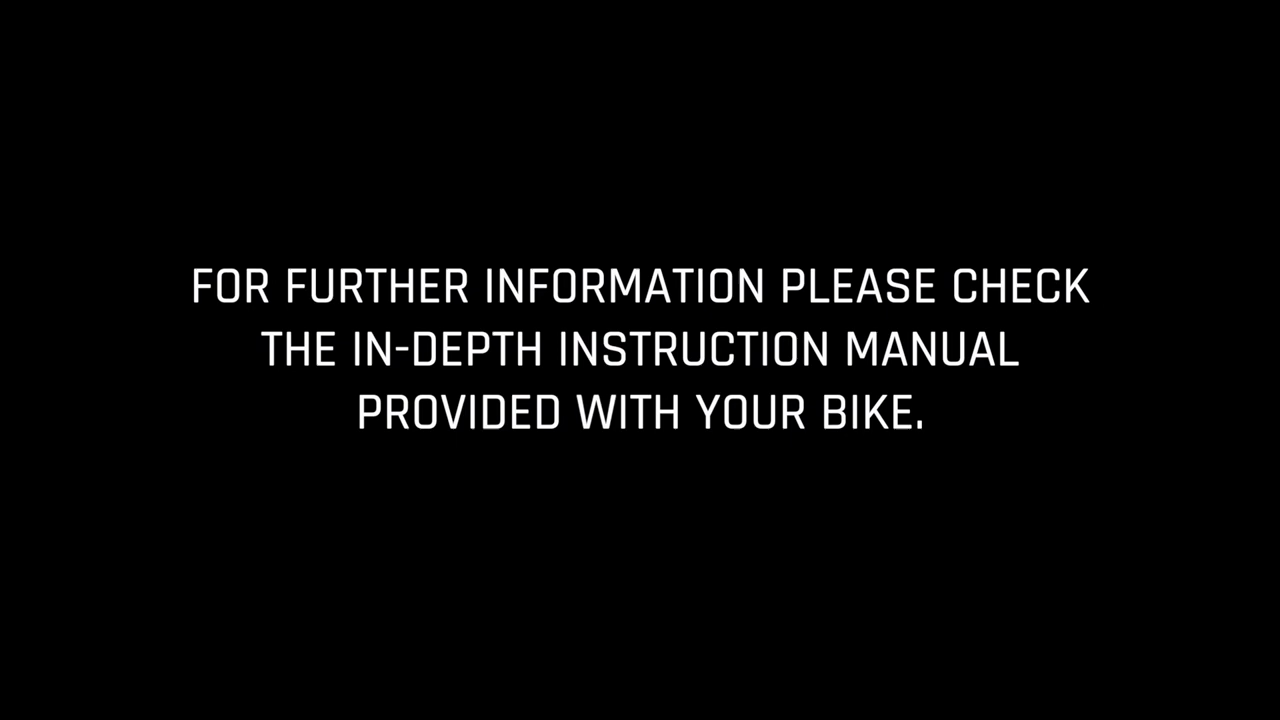 FOR FURTHER INFORMATION PLEASE CHECK
THE IN-DEPTH INSTRUCTION MANUAL
PROVIDED WITH YOUR BIKE.